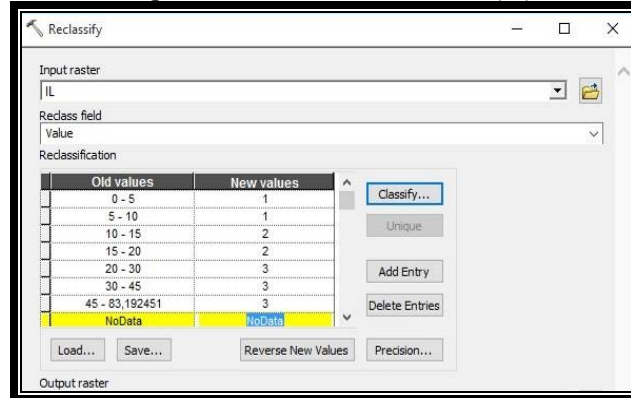 Reclassify
Input raster
IL
Reclass field
Value
Reclassification
Old values New values
0 - 5 1
5 - 10 1
10 - 15 2
15 - 20 2
20 - 30 3
30 - 45 3
45 - 83,192451 3
NoData NoData
Classify...
Unique
Add Entry
Delete Entries
Load... Save... Reverse New Values Precision...
Output raster